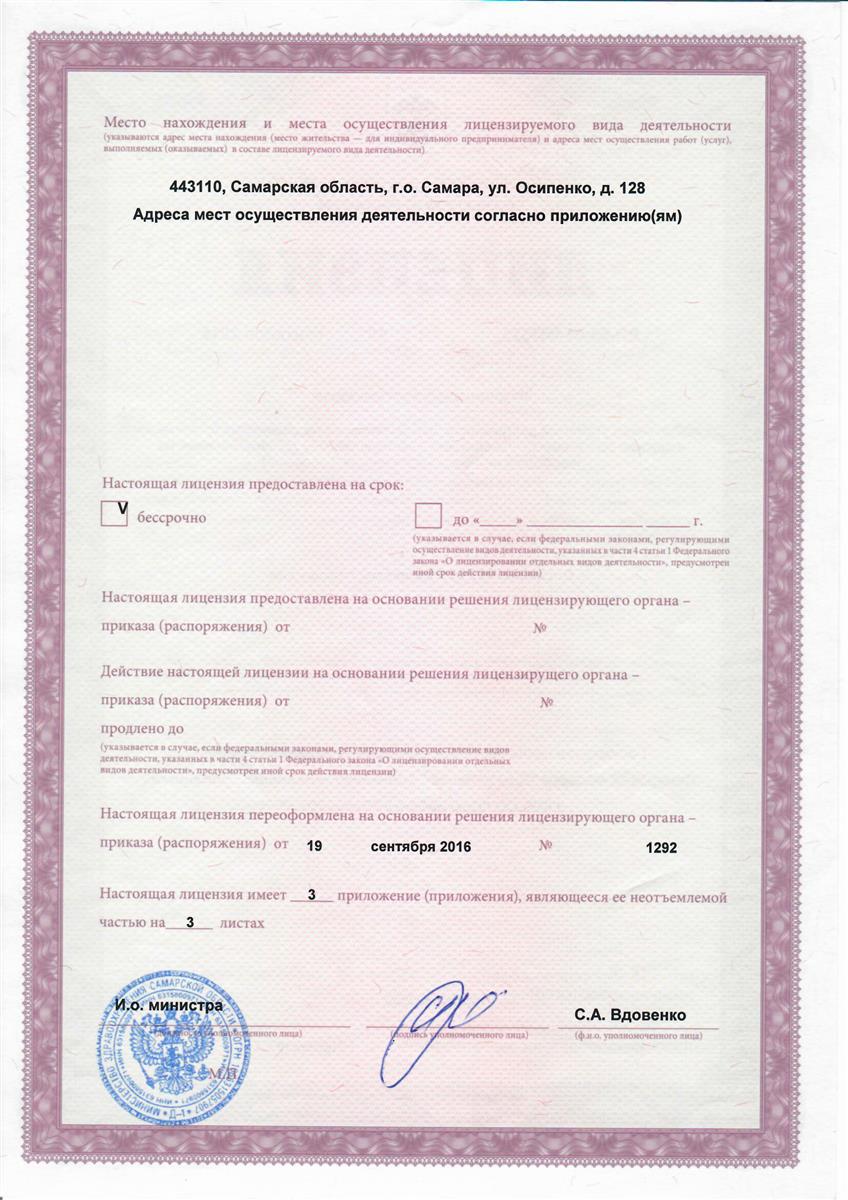 Место нахождения и места осуществления лицензируемого вида деятельности
(указываются адрес места нахождения (место жительства — для индивидуального предпринимателя) и адреса мест осуществления работ (услуг),
выполняемых (оказываемых) в составе лицензируемого вида деятельности)
443110, Самарская область, г.о. Самара, ул. Осипенко, д. 128
Адреса мест осуществления деятельности согласно приложению(ям)
Настоящая лицензия предоставлена на срок:
V бессрочно
до «_____» ________________ ______ г.
(указывается в случае, если федеральными законами, регулирующими
осуществление видов деятельности, указанных в части 4 статьи 1 Федерального
закона «О лицензировании отдельных видов деятельности», предусмотрен
иной срок действия лицензии)
Настоящая лицензия предоставлена на основании решения лицензирующего органа –
приказа (распоряжения) от №
Действие настоящей лицензии на основании решения лицензирущего органа –
приказа (распоряжения) от №
продлено до
(указывается в случае, если федеральными законами, регулирующими осуществление видов
деятельности, указанных в части 4 статьи 1 Федерального закона «О лицензировании отдельных
видов деятельности», предусмотрен иной срок действия лицензии)
Настоящая лицензия переоформлена на основании решения лицензирующего органа –
приказа (распоряжения) от 19 сентября 2016 № 1292
Настоящая лицензия имеет 3 приложение (приложения), являющееся ее неотъемлемой
частью на 3 листах
И.о. министра
С.А. Вдовенко
уполномоченного лица)
(подпись уполномоченного лица)
(ф.и.о. уполномоченного лица)
М.П.
МИНИСТЕРСТВО ЗДРАВООХРАНЕНИЯ САМАРСКОЙ
Д-1